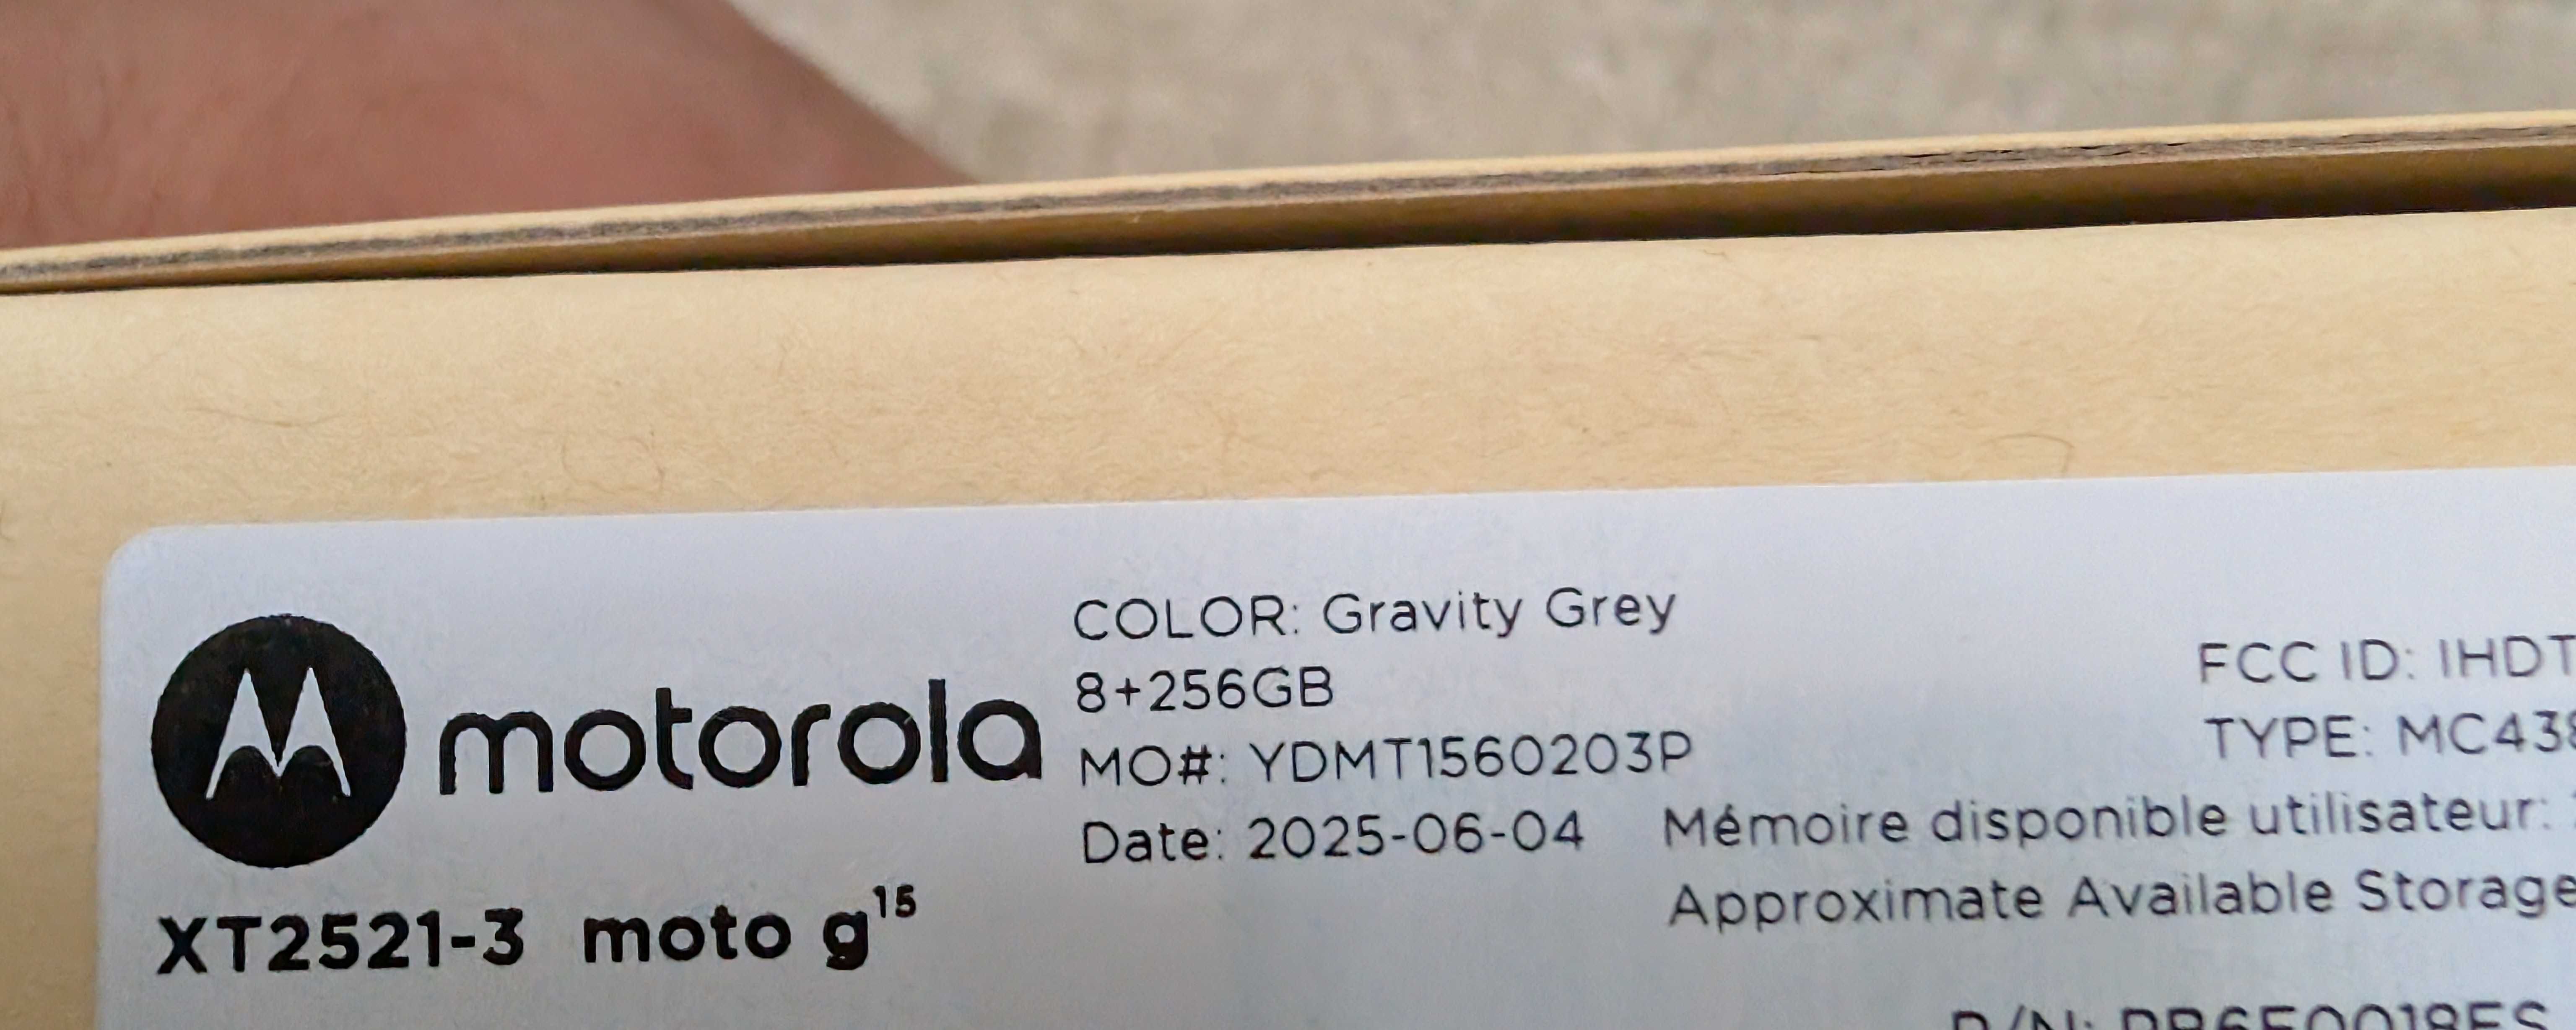 motorola
XT2521-3 moto g15
COLOR: Gravity Grey
8+256GB
MO#: YDMT1560203P
Date: 2025-06-04
FCC ID: IHDT
TYPE: MC438
Mémoire disponible utilisateur:
Approximate Available Storage
P/N: